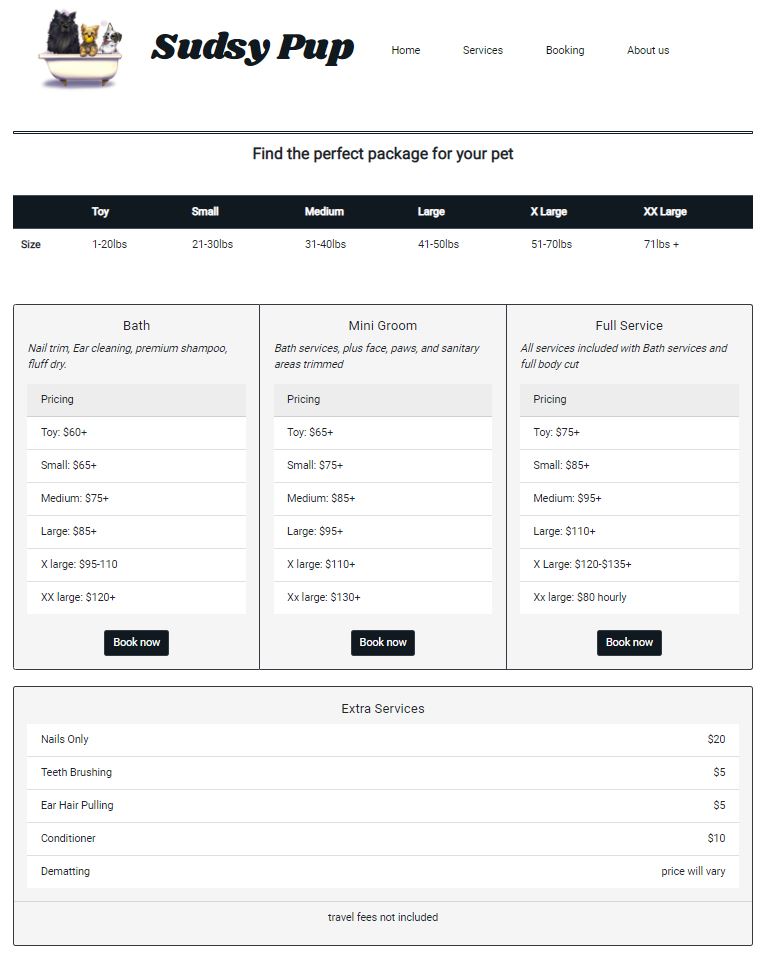 Sudsy Pup
Home Services Booking About us
Find the perfect package for your pet
Toy Small Medium Large X Large XX Large
Size 1-20lbs 21-30lbs 31-40lbs 41-50lbs 51-70lbs 71lbs +
Bath
Nail trim, Ear cleaning, premium shampoo,
fluff dry.
Pricing
Toy: $60+
Small: $65+
Medium: $75+
Large: $85+
X large: $95-110
XX large: $120+
Book now
Mini Groom
Bath services, plus face, paws, and sanitary
areas trimmed
Pricing
Toy: $65+
Small: $75+
Medium: $85+
Large: $95+
X large: $110+
Xx large: $130+
Book now
Full Service
All services included with Bath services and
full body cut
Pricing
Toy: $75+
Small: $85+
Medium: $95+
Large: $110+
X Large: $120-$135+
Xx large: $80 hourly
Book now
Extra Services
Nails Only $20
Teeth Brushing $5
Ear Hair Pulling $5
Conditioner $10
Dematting price will vary
travel fees not included